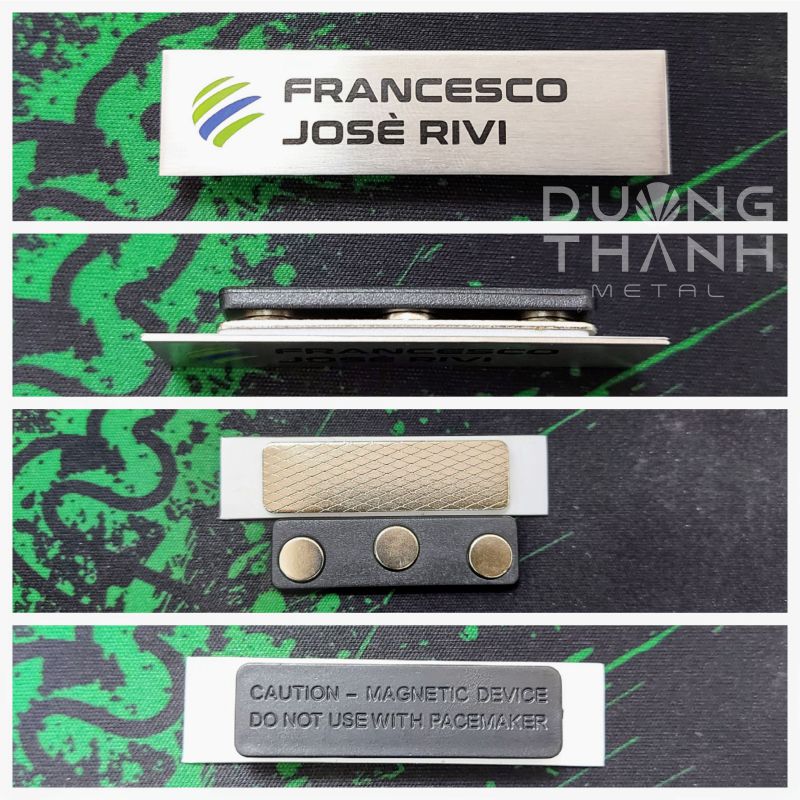 FRANCESCO
JOSÈ RIVI
DUONG
THANH
METAL
FRANCESCO
JOSÈ RIVI
CAUTION – MAGNETIC DEVICE
DO NOT USE WITH PACEMAKER